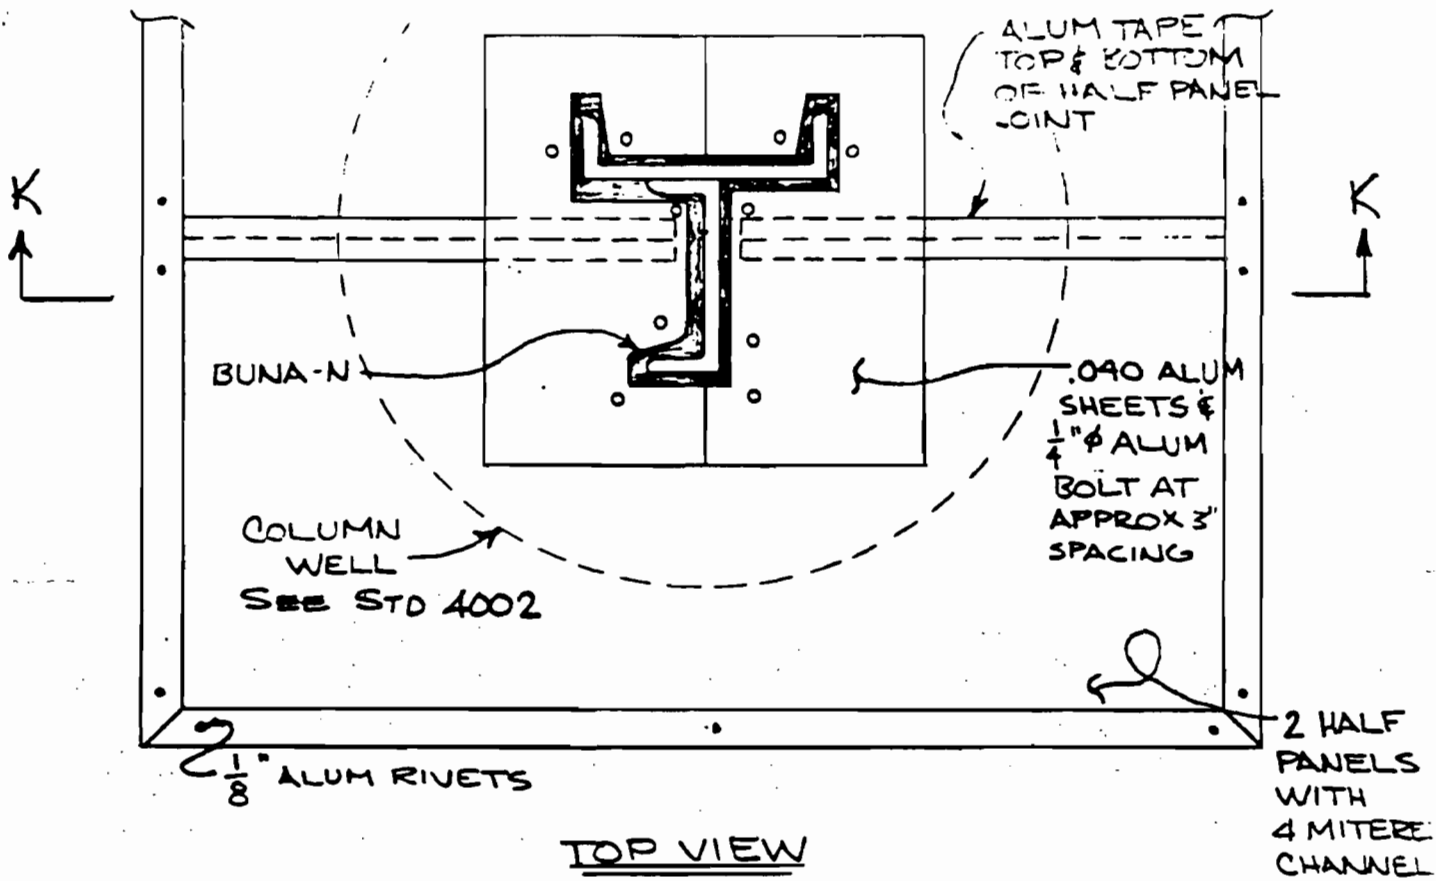 ALUM TAPE
TOP & BOTTOM
OF HALF PANEL
JOINT
K
K
BUNA-N
.040 ALUM
SHEETS &
1/4"ø ALUM
BOLT AT
APPROX 3"
SPACING
COLUMN
WELL
SEE STD 4002
1/8" ALUM RIVETS
2 HALF
PANELS
WITH
4 MITERE
CHANNEL
TOP VIEW